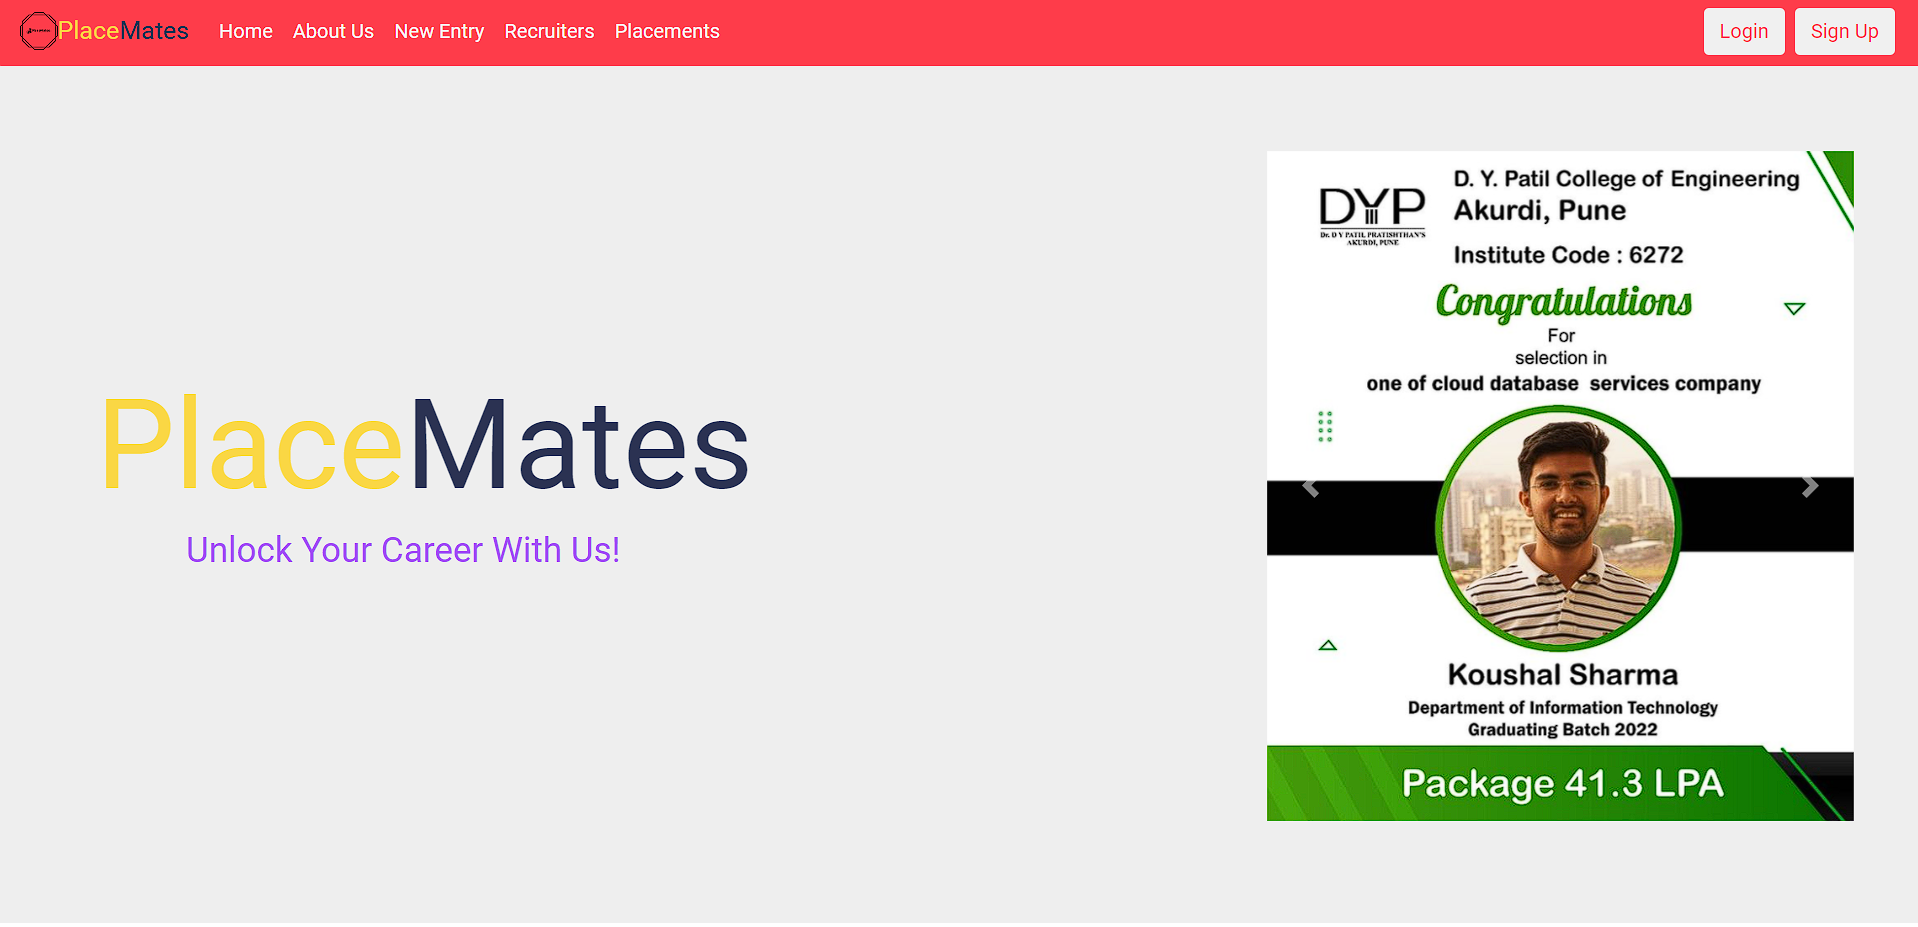 PlaceMates
Home About Us New Entry Recruiters Placements
Login Sign Up
PlaceMates
Unlock Your Career With Us!
D. Y. Patil College of Engineering
Akurdi, Pune
DYP
Dr. D Y PATIL PRATISHTHAN'S
AKURDI, PUNE
Institute Code : 6272
Congratulations
For
selection in
one of cloud database services company
Koushal Sharma
Department of Information Technology
Graduating Batch 2022
Package 41.3 LPA